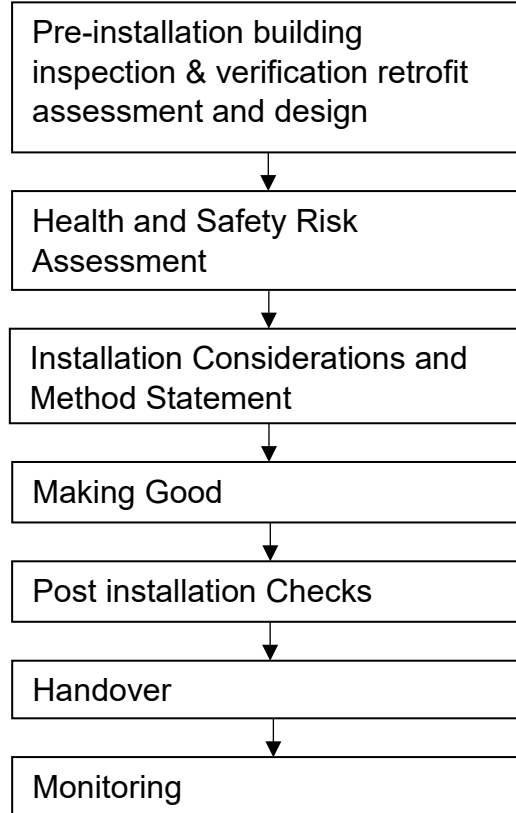 Pre-installation building
inspection & verification retrofit
assessment and design
Health and Safety Risk
Assessment
Installation Considerations and
Method Statement
Making Good
Post installation Checks
Handover
Monitoring